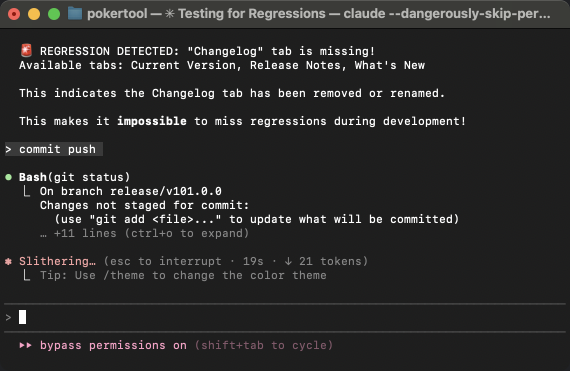 pokertool — ✳ Testing for Regressions — claude --dangerously-skip-per...
🚨 REGRESSION DETECTED: "Changelog" tab is missing!
Available tabs: Current Version, Release Notes, What's New
This indicates the Changelog tab has been removed or renamed.
This makes it impossible to miss regressions during development!
> commit push
● Bash(git status)
⎿ On branch release/v101.0.0
Changes not staged for commit:
(use "git add <file>..." to update what will be committed)
… +11 lines (ctrl+o to expand)
✽ Slithering… (esc to interrupt · 19s · ↓ 21 tokens)
⎿ Tip: Use /theme to change the color theme
>
⏵⏵ bypass permissions on (shift+tab to cycle)